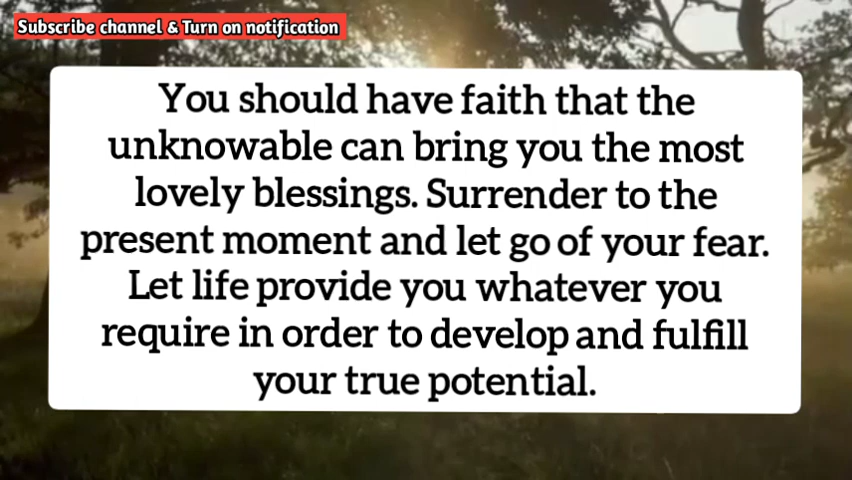 Subscribe channel & Turn on notification
You should have faith that the
unknowable can bring you the most
lovely blessings. Surrender to the
present moment and let go of your fear.
Let life provide you whatever you
require in order to develop and fulfill
your true potential.